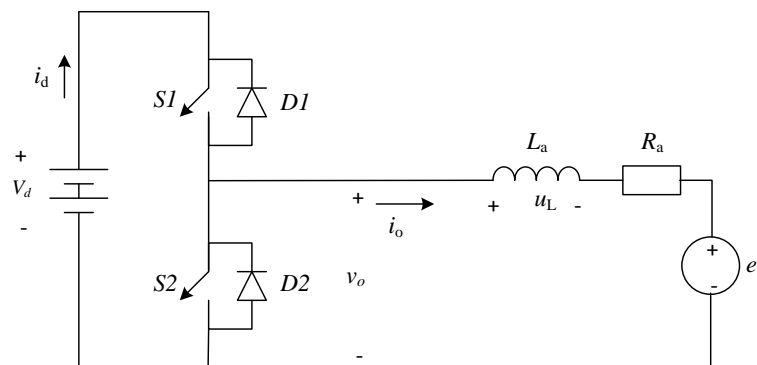 i_d
S1
D1
+
V_d
-
L_a
R_a
+
i_o
+
u_L
-
+
-
e
S2
D2
v_o
-